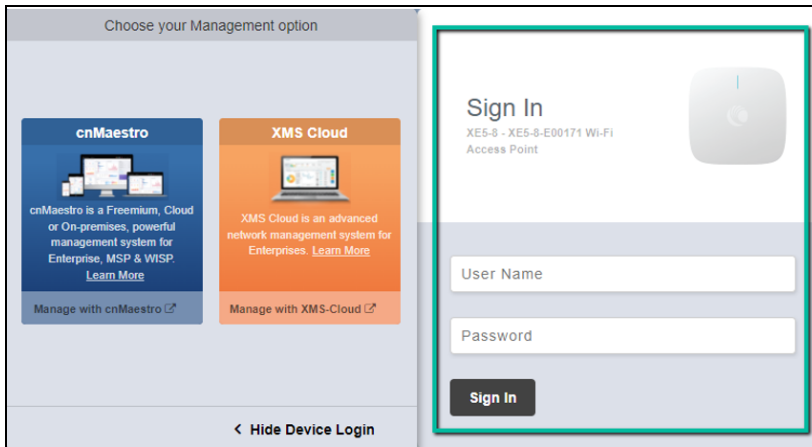 Choose your Management option
cnMaestro
cnMaestro is a Freemium, Cloud
or On-premises, powerful
management system for
Enterprise, MSP & WISP.
Learn More
Manage with cnMaestro
XMS Cloud
XMS Cloud is an advanced
network management system for
Enterprises. Learn More
Manage with XMS-Cloud
< Hide Device Login
Sign In
XE5-8 - XE5-8-E00171 Wi-Fi
Access Point
User Name
Password
Sign In